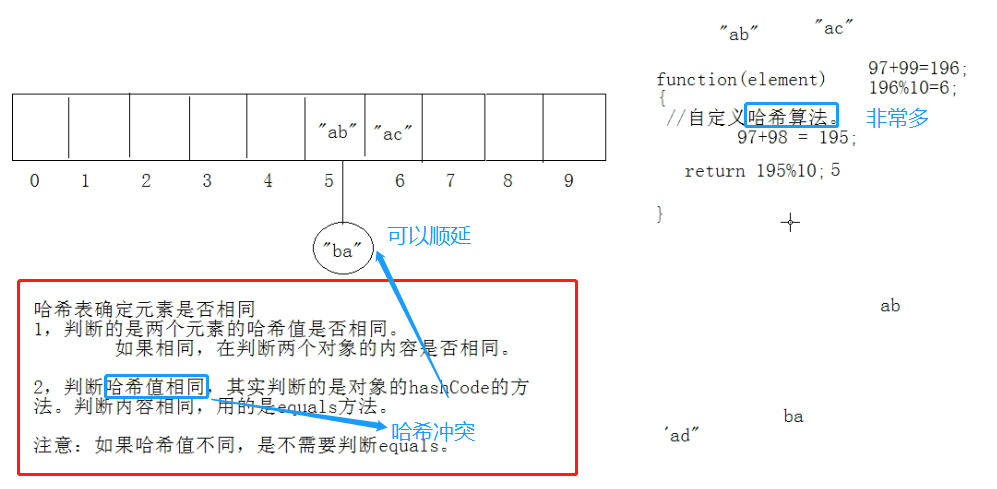 "ab"
"ac"
function(element)
97+99=196;
196%10=6;
{
//自定义哈希算法。
非常多
97+98 = 195;
return 195%10; 5
}
"ab"
"ac"
0 1 2 3 4 5 6 7 8 9
"ba"
可以顺延
哈希表确定元素是否相同
1，判断的是两个元素的哈希值是否相同。
如果相同，在判断两个对象的内容是否相同。
2，判断哈希值相同，其实判断的是对象的hashCode的方
法。判断内容相同，用的是equals方法。
哈希冲突
注意：如果哈希值不同，是不需要判断equals。
ab
ba
'ad"